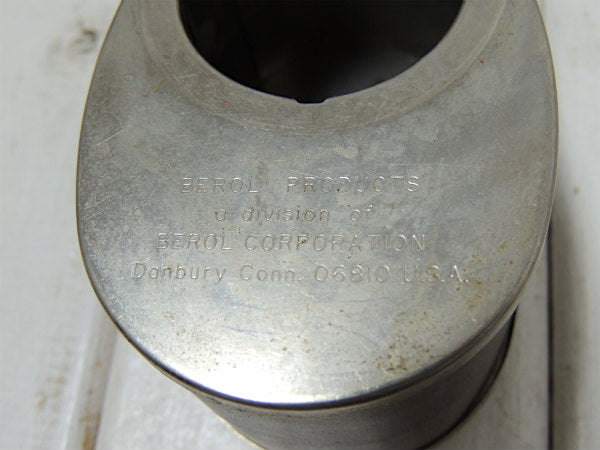 BEROL PRODUCTS
a division of
BEROL CORPORATION
Danbury Conn. 06810 U.S.A.